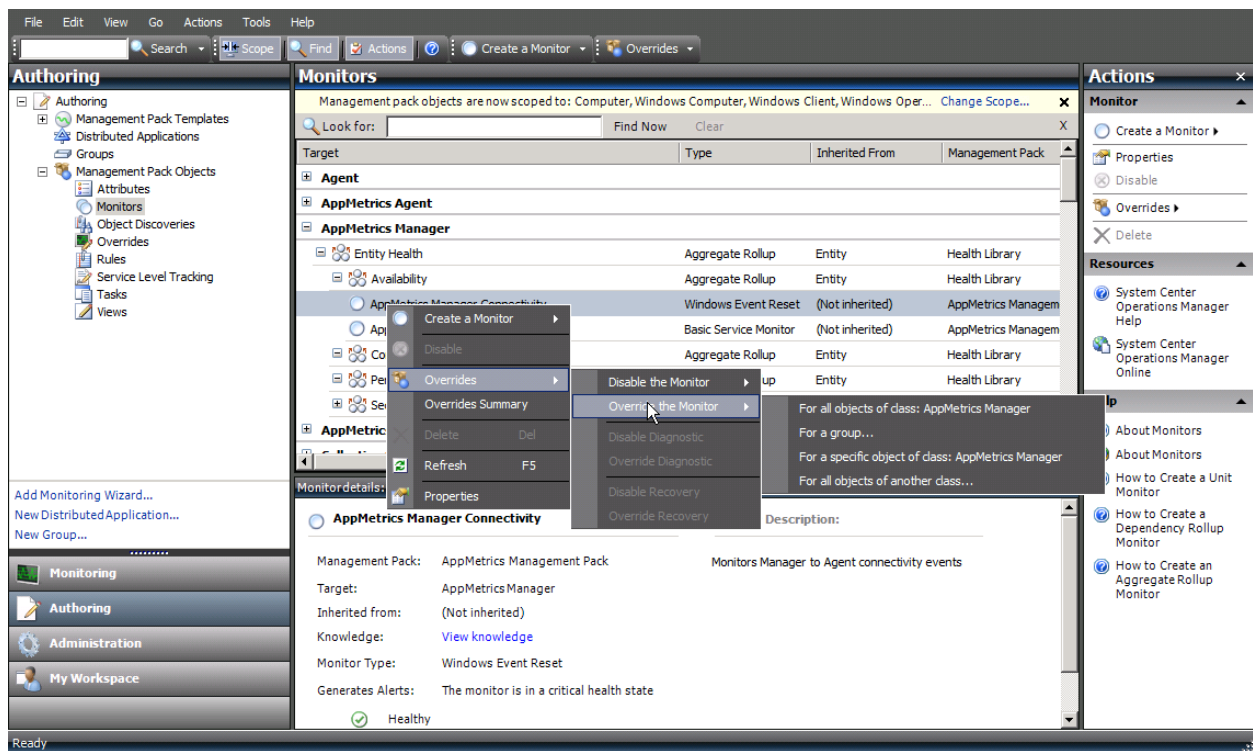 File Edit View Go Actions Tools Help
Search Scope Find Actions Create a Monitor Overrides
Authoring
Authoring
Management Pack Templates
Distributed Applications
Groups
Management Pack Objects
Attributes
Monitors
Object Discoveries
Overrides
Rules
Service Level Tracking
Tasks
Views
Add Monitoring Wizard...
New Distributed Application...
New Group...
Monitoring
Authoring
Administration
My Workspace
Monitors
Management pack objects are now scoped to: Computer, Windows Computer, Windows Client, Windows Oper... Change Scope... x
Look for: Find Now Clear X
Target Type Inherited From Management Pack
Agent
AppMetrics Agent
AppMetrics Manager
Entity Health Aggregate Rollup Entity Health Library
Availability Aggregate Rollup Entity Health Library
AppMetrics Manager Connectivity Windows Event Reset (Not inherited) AppMetrics Managem
Ap Basic Service Monitor (Not inherited) AppMetrics Managem
Co Aggregate Rollup Entity Health Library
Pe up Entity Health Library
Se
AppMetric
Create a Monitor
Disable
Overrides
Overrides Summary
Delete Del
Refresh F5
Properties
Disable the Monitor
Override the Monitor
Disable Diagnostic
Override Diagnostic
Disable Recovery
Override Recovery
For all objects of class: AppMetrics Manager
For a group...
For a specific object of class: AppMetrics Manager
For all objects of another class...
Monitor details:
AppMetrics Manager Connectivity Description:
Management Pack: AppMetrics Management Pack Monitors Manager to Agent connectivity events
Target: AppMetrics Manager
Inherited from: (Not inherited)
Knowledge: View knowledge
Monitor Type: Windows Event Reset
Generates Alerts: The monitor is in a critical health state
Healthy
Actions x
Monitor
Create a Monitor
Properties
Disable
Overrides
Delete
Resources
System Center
Operations Manager
Help
System Center
Operations Manager
Online
lp
About Monitors
About Monitors
How to Create a Unit
Monitor
How to Create a
Dependency Rollup
Monitor
How to Create an
Aggregate Rollup
Monitor
Ready